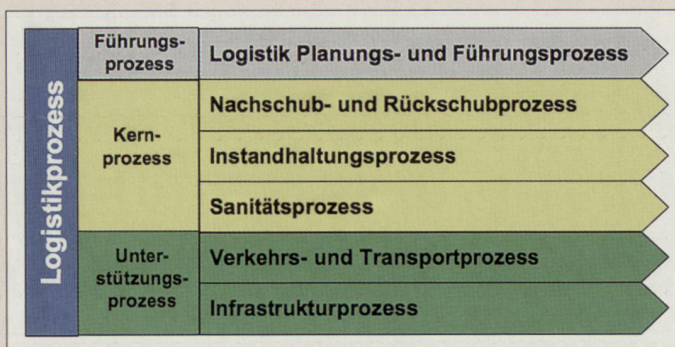 Logistikprozess
Führungs-
prozess
Logistik Planungs- und Führungsprozess
Kern-
prozess
Nachschub- und Rückschubprozess
Instandhaltungsprozess
Sanitätsprozess
Unter-
stützungs-
prozess
Verkehrs- und Transportprozess
Infrastrukturprozess